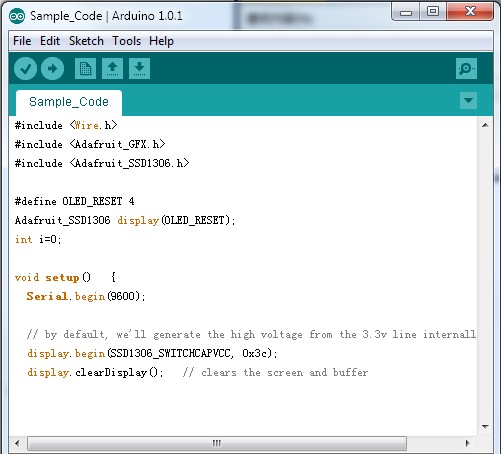 Sample_Code | Arduino 1.0.1
File Edit Sketch Tools Help
Sample_Code
#include <Wire.h>
#include <Adafruit_GFX.h>
#include <Adafruit_SSD1306.h>
#define OLED_RESET 4
Adafruit_SSD1306 display(OLED_RESET);
int i=0;
void setup()   {
  Serial.begin(9600);
  // by default, we'll generate the high voltage from the 3.3v line internall
  display.begin(SSD1306_SWITCHCAPVCC, 0x3c);
  display.clearDisplay();   // clears the screen and buffer